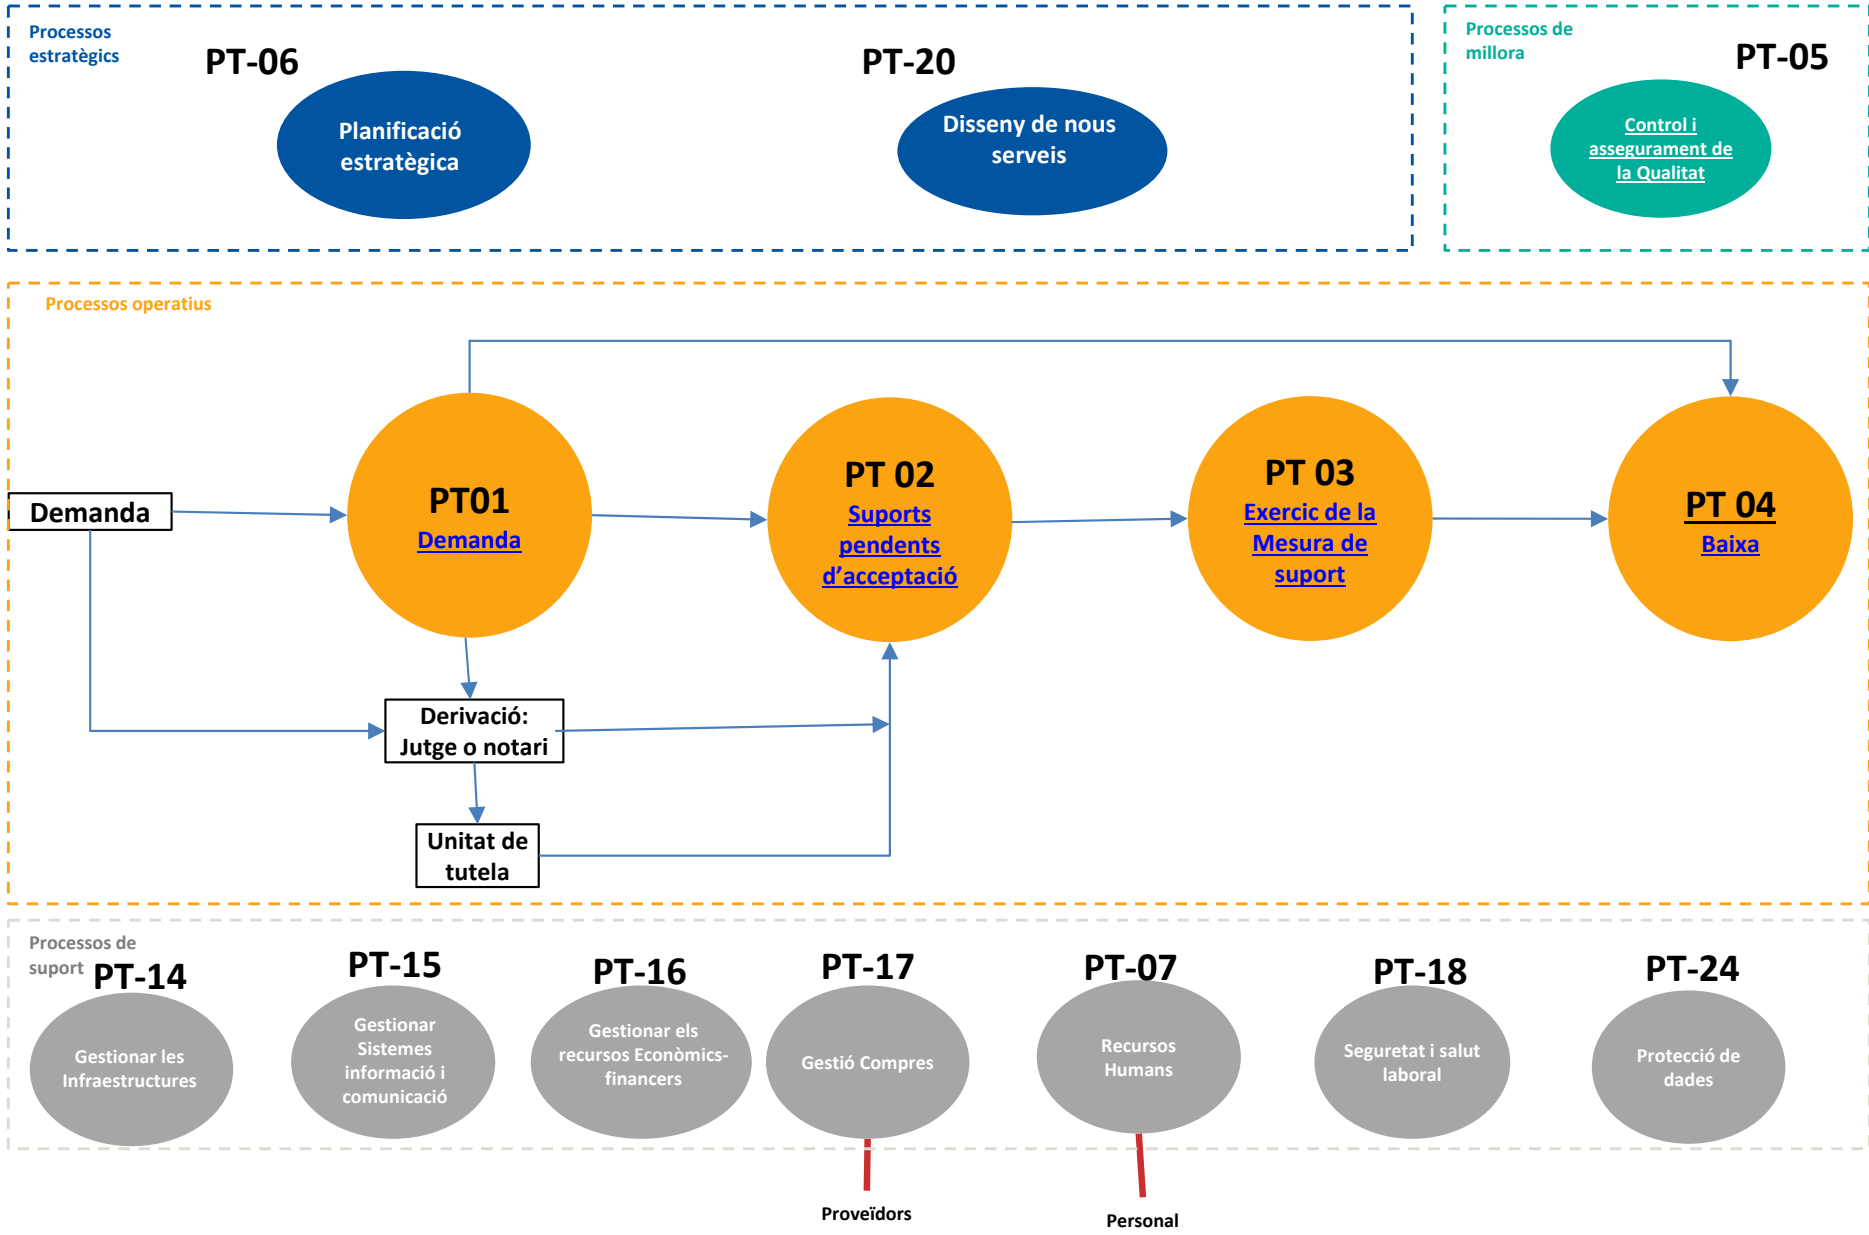 Processos
estratègics
PT-06
Planificació
estratègica
PT-20
Disseny de nous
serveis
Processos de
millora
PT-05
Control i
assegurament de
la Qualitat
Processos operatius
Demanda
PT01
Demanda
PT 02
Suports
pendents
d’acceptació
PT 03
Exercic de la
Mesura de
suport
PT 04
Baixa
Derivació:
Jutge o notari
Unitat de
tutela
Processos de
suport
PT-14
Gestionar les
Infraestructures
PT-15
Gestionar
Sistemes
informació i
comunicació
PT-16
Gestionar els
recursos Econòmics-
financers
PT-17
Gestió Compres
PT-07
Recursos
Humans
PT-18
Seguretat i salut
laboral
PT-24
Protecció de
dades
Proveïdors
Personal